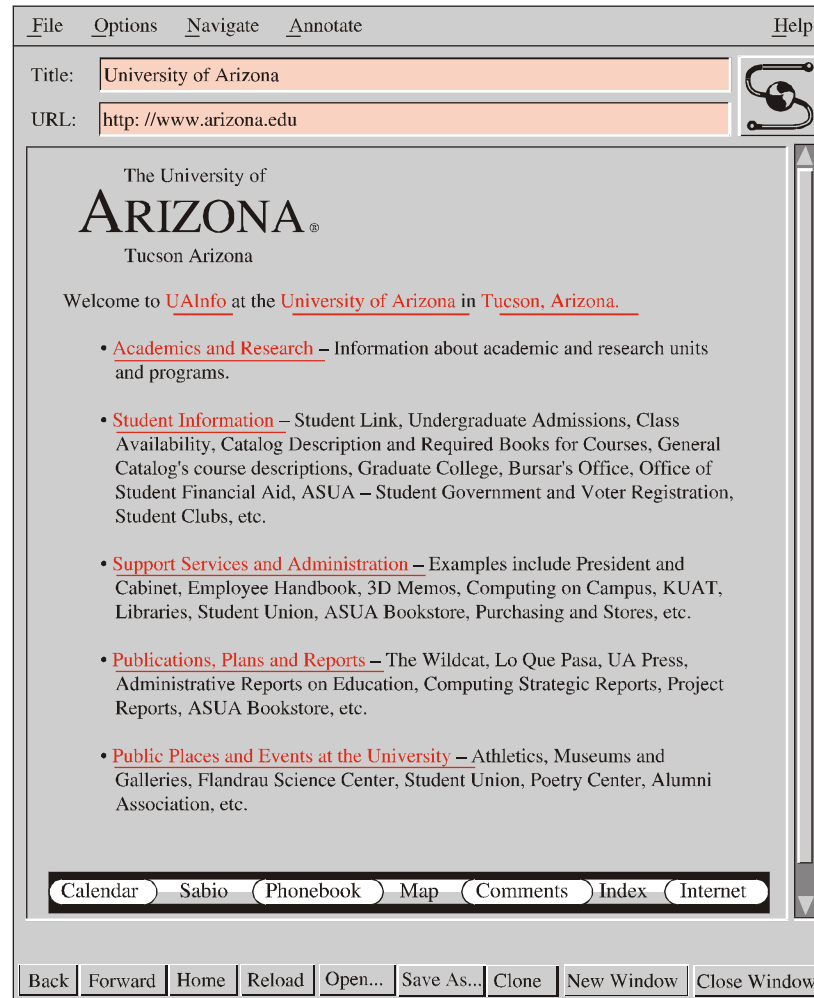 File Options Navigate Annotate Help
Title: University of Arizona
URL: http: //www.arizona.edu
The University of
ARIZONA ®
Tucson Arizona
Welcome to UAInfo at the University of Arizona in Tucson, Arizona.
• Academics and Research – Information about academic and research units
and programs.
• Student Information – Student Link, Undergraduate Admissions, Class
Availability, Catalog Description and Required Books for Courses, General
Catalog's course descriptions, Graduate College, Bursar's Office, Office of
Student Financial Aid, ASUA – Student Government and Voter Registration,
Student Clubs, etc.
• Support Services and Administration – Examples include President and
Cabinet, Employee Handbook, 3D Memos, Computing on Campus, KUAT,
Libraries, Student Union, ASUA Bookstore, Purchasing and Stores, etc.
• Publications, Plans and Reports – The Wildcat, Lo Que Pasa, UA Press,
Administrative Reports on Education, Computing Strategic Reports, Project
Reports, ASUA Bookstore, etc.
• Public Places and Events at the University – Athletics, Museums and
Galleries, Flandrau Science Center, Student Union, Poetry Center, Alumni
Association, etc.
Calendar Sabio Phonebook Map Comments Index Internet
Back Forward Home Reload Open... Save As... Clone New Window Close Window